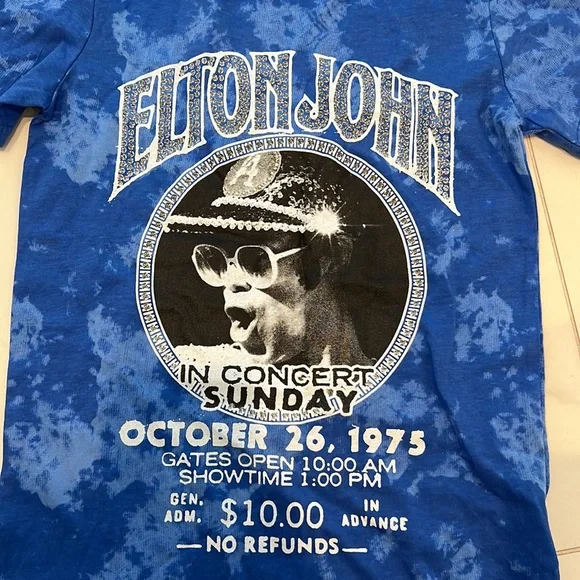 ELTON JOHN
IN CONCERT
SUNDAY
OCTOBER 26, 1975
GATES OPEN 10:00 AM
SHOWTIME 1:00 PM
GEN. ADM. $10.00 IN ADVANCE
NO REFUNDS